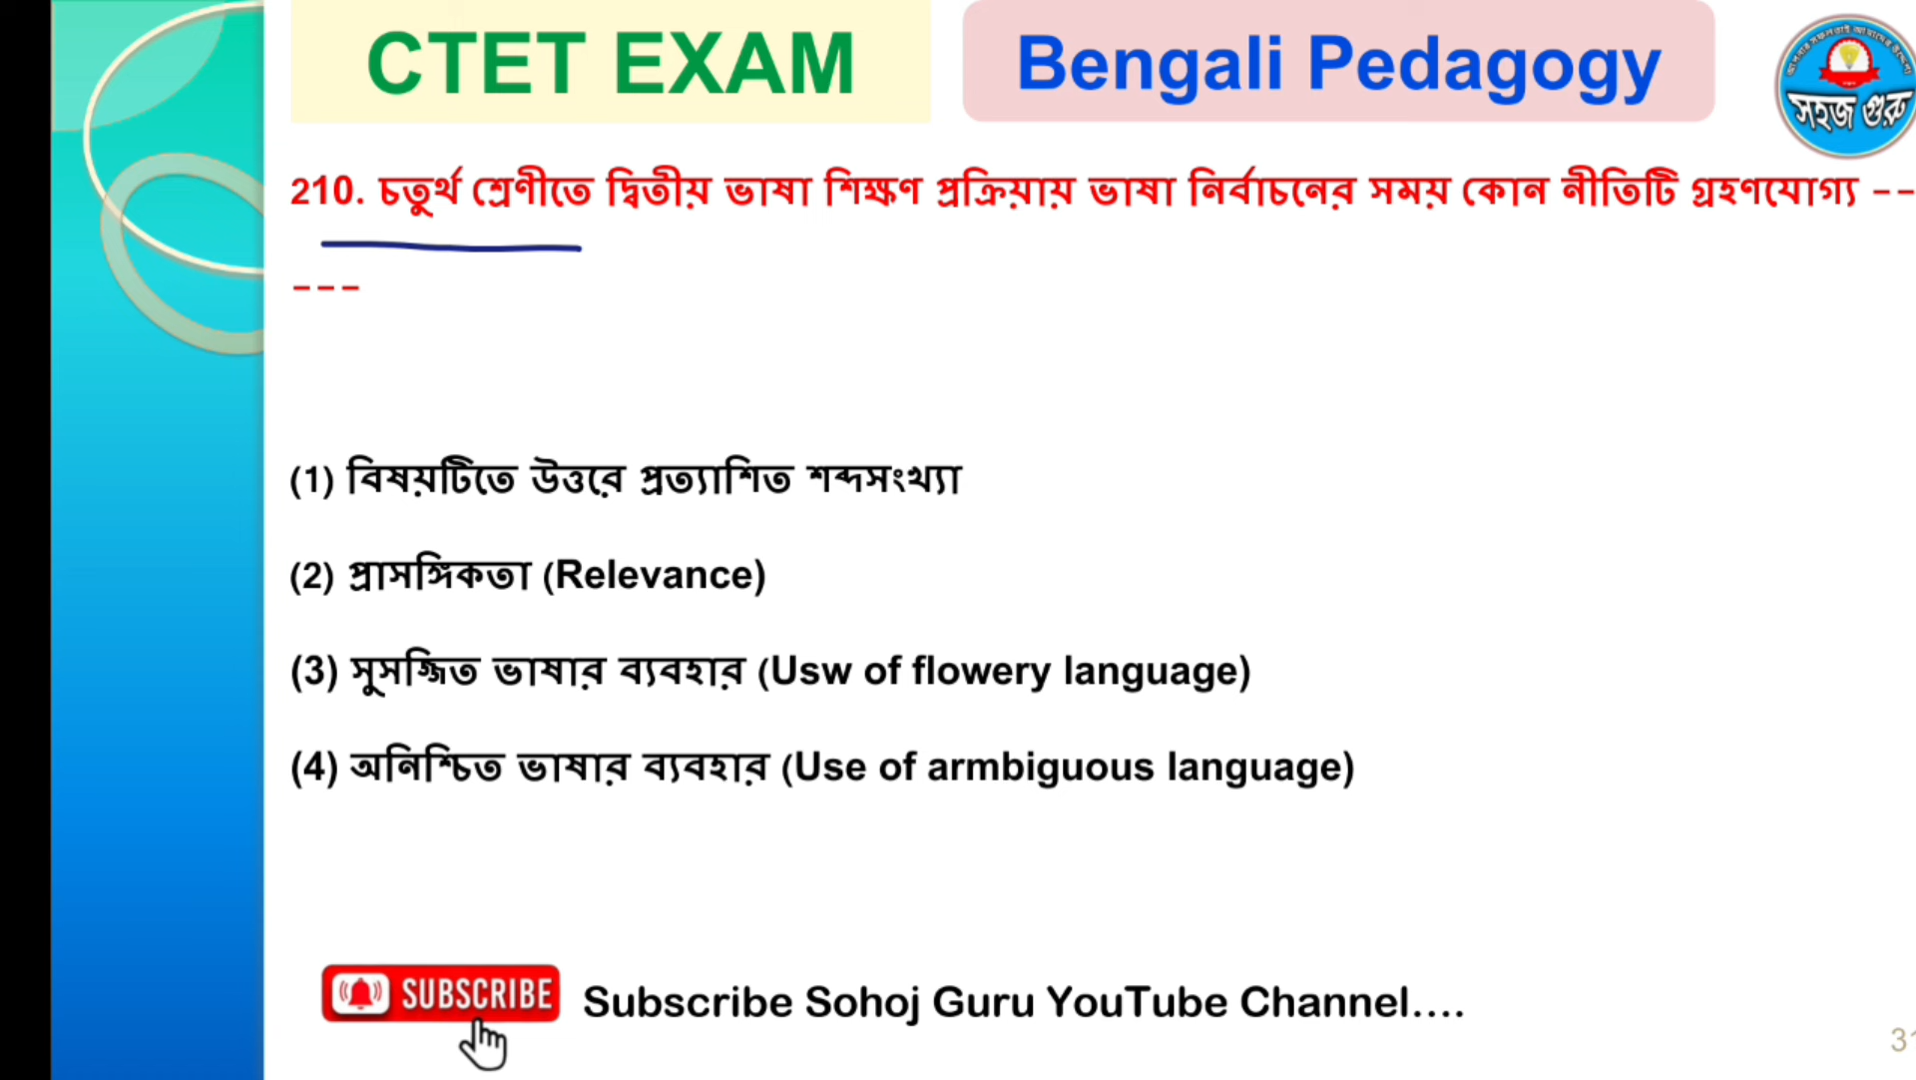 CTET EXAM
Bengali Pedagogy
সহজ গুরু
210. চতুর্থ শ্রেণীতে দ্বিতীয় ভাষা শিক্ষণ প্রক্রিয়ায় ভাষা নির্বাচনের সময় কোন নীতিটি গ্রহণযোগ্য --
---
(1) বিষয়টিতে উত্তরে প্রত্যাশিত শব্দসংখ্যা
(2) প্রাসঙ্গিকতা (Relevance)
(3) সুসজ্জিত ভাষার ব্যবহার (Usw of flowery language)
(4) অনিশ্চিত ভাষার ব্যবহার (Use of armbiguous language)
SUBSCRIBE
Subscribe Sohoj Guru YouTube Channel....